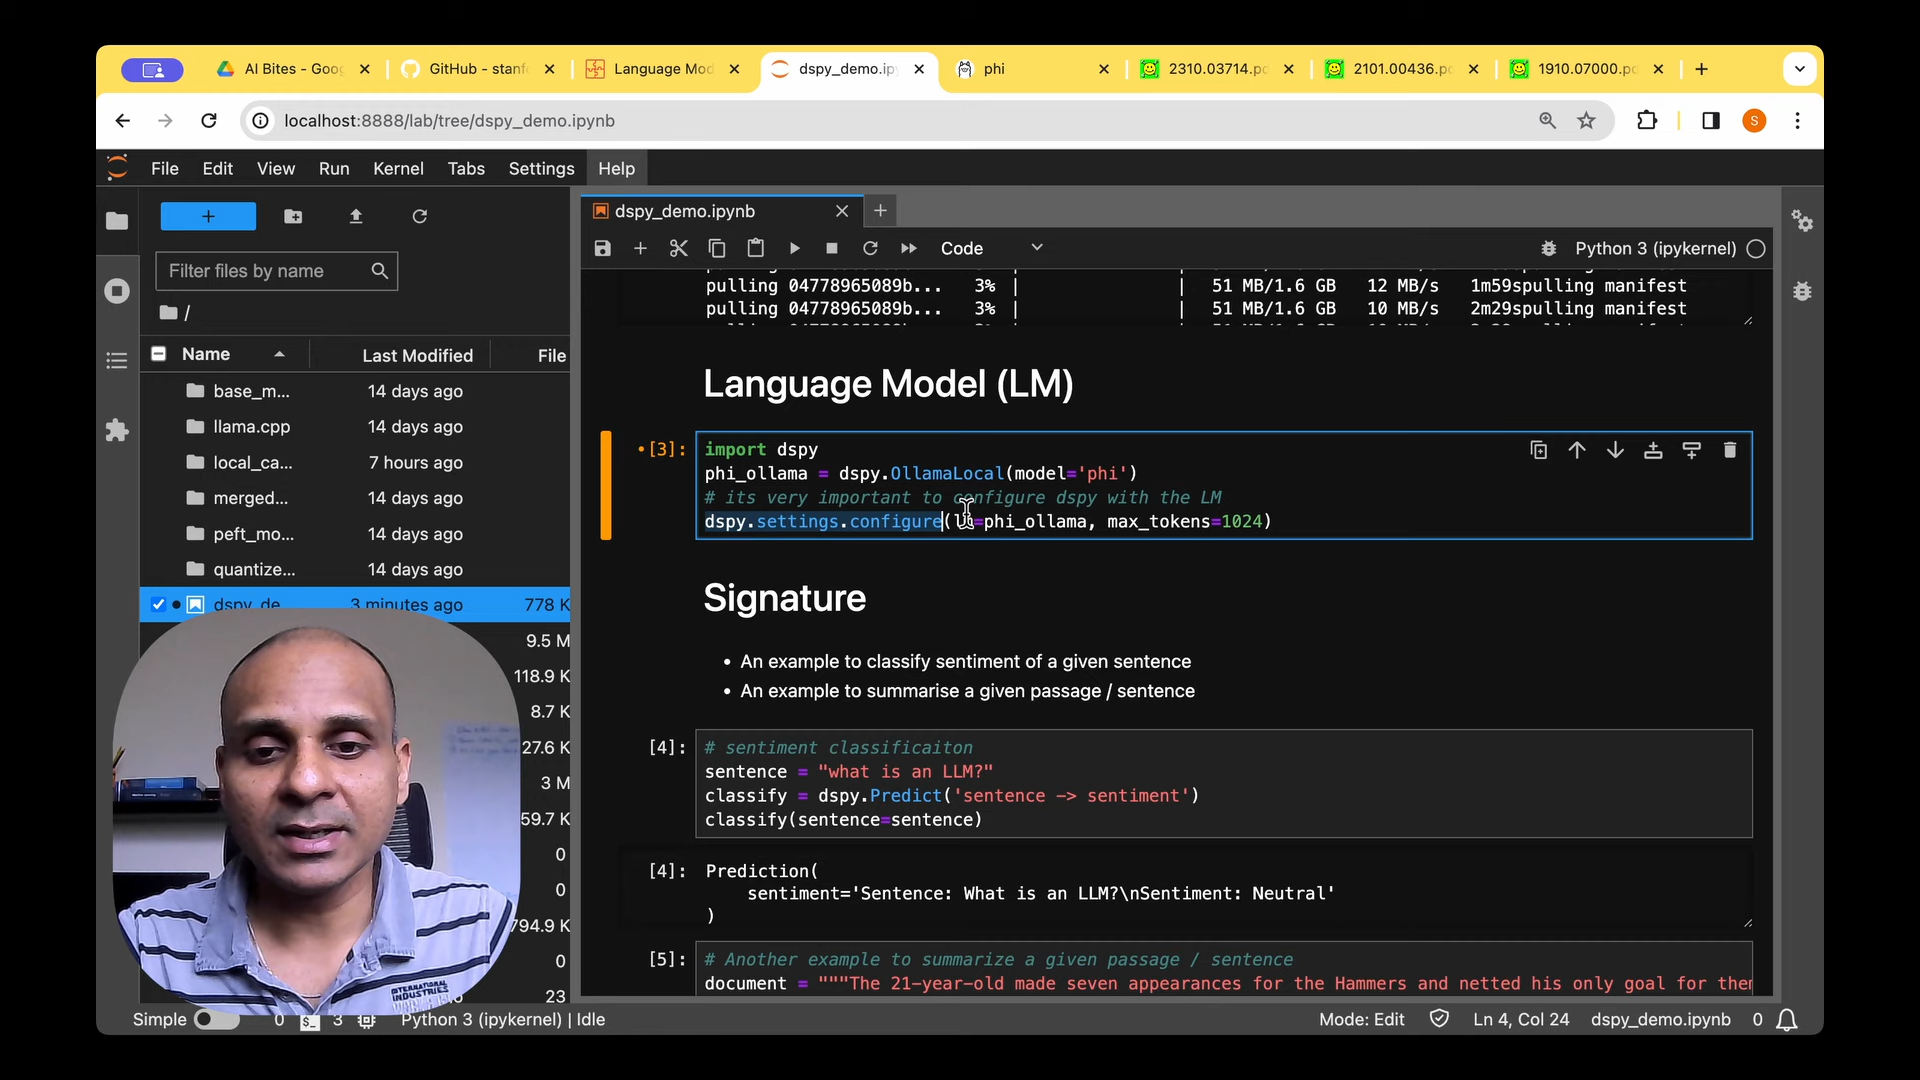 AI Bites - Goog
GitHub - stanf
Language Mod
dspy_demo.ipy
phi
2310.03714.pd
2101.00436.pd
1910.07000.pd
localhost:8888/lab/tree/dspy_demo.ipynb
S
File Edit View Run Kernel Tabs Settings Help
dspy_demo.ipynb
Code
Python 3 (ipykernel)
Filter files by name
/
Name Last Modified File
base_m... 14 days ago
llama.cpp 14 days ago
local_ca... 7 hours ago
merged... 14 days ago
peft_mo... 14 days ago
quantize... 14 days ago
dspy_de 3 minutes ago 778 K
9.5 M
118.9 K
8.7 K
27.6 K
3 M
59.7 K
0
0
794.9 K
0
23
pulling 04778965089b... 3% | | 51 MB/1.6 GB 12 MB/s 1m59spulling manifest
pulling 04778965089b... 3% | | 51 MB/1.6 GB 10 MB/s 2m29spulling manifest
Language Model (LM)
[3]:
import dspy
phi_ollama = dspy.OllamaLocal(model='phi')
# its very important to configure dspy with the LM
dspy.settings.configure(lm=phi_ollama, max_tokens=1024)
Signature
• An example to classify sentiment of a given sentence
• An example to summarise a given passage / sentence
[4]:
# sentiment classificaiton
sentence = "what is an LLM?"
classify = dspy.Predict('sentence -> sentiment')
classify(sentence=sentence)
[4]:
Prediction(
sentiment='Sentence: What is an LLM?\nSentiment: Neutral'
)
[5]:
# Another example to summarize a given passage / sentence
document = """The 21-year-old made seven appearances for the Hammers and netted his only goal for them
INTERNATIONAL
INDUSTRIES
Simple 0 $_ 3 Python 3 (ipykernel) | Idle
Mode: Edit Ln 4, Col 24 dspy_demo.ipynb 0